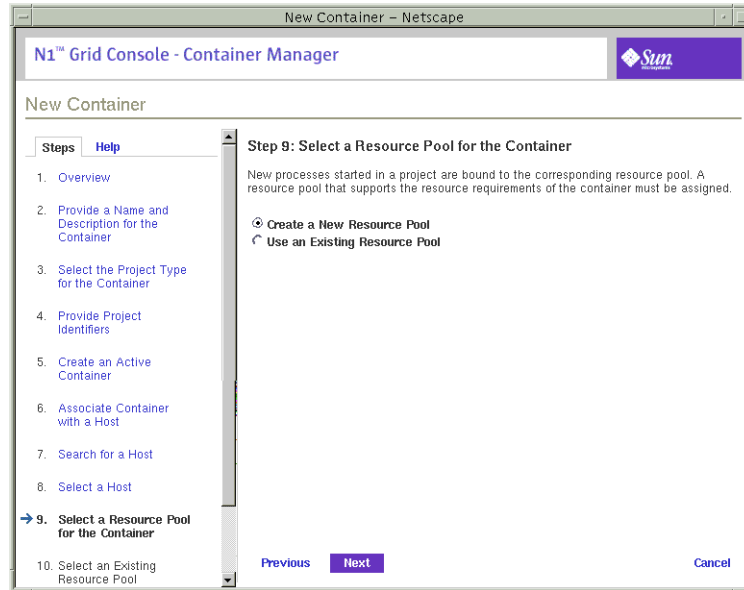 New Container – Netscape
N1™ Grid Console - Container Manager
Sun
microsystems
New Container
Steps
Help
1. Overview
2. Provide a Name and
Description for the
Container
3. Select the Project Type
for the Container
4. Provide Project
Identifiers
5. Create an Active
Container
6. Associate Container
with a Host
7. Search for a Host
8. Select a Host
9. Select a Resource Pool
for the Container
10. Select an Existing
Resource Pool
Step 9: Select a Resource Pool for the Container
New processes started in a project are bound to the corresponding resource pool. A
resource pool that supports the resource requirements of the container must be assigned.
Create a New Resource Pool
Use an Existing Resource Pool
Previous
Next
Cancel